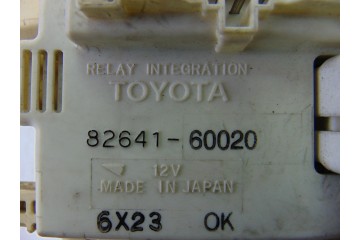 RELAY INTEGRATION
TOYOTA
82641-60020
12V
MADE IN JAPAN
6X23 OK